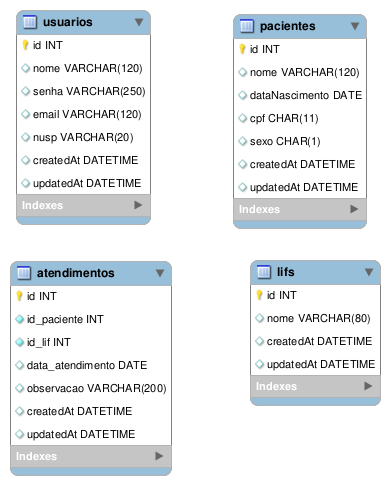 usuarios
id INT
nome VARCHAR(120)
senha VARCHAR(250)
email VARCHAR(120)
nusp VARCHAR(20)
createdAt DATETIME
updatedAt DATETIME
Indexes
pacientes
id INT
nome VARCHAR(120)
dataNascimento DATE
cpf CHAR(11)
sexo CHAR(1)
createdAt DATETIME
updatedAt DATETIME
Indexes
atendimentos
id INT
id_paciente INT
id_lif INT
data_atendimento DATE
observacao VARCHAR(200)
createdAt DATETIME
updatedAt DATETIME
Indexes
lifs
id INT
nome VARCHAR(80)
createdAt DATETIME
updatedAt DATETIME
Indexes